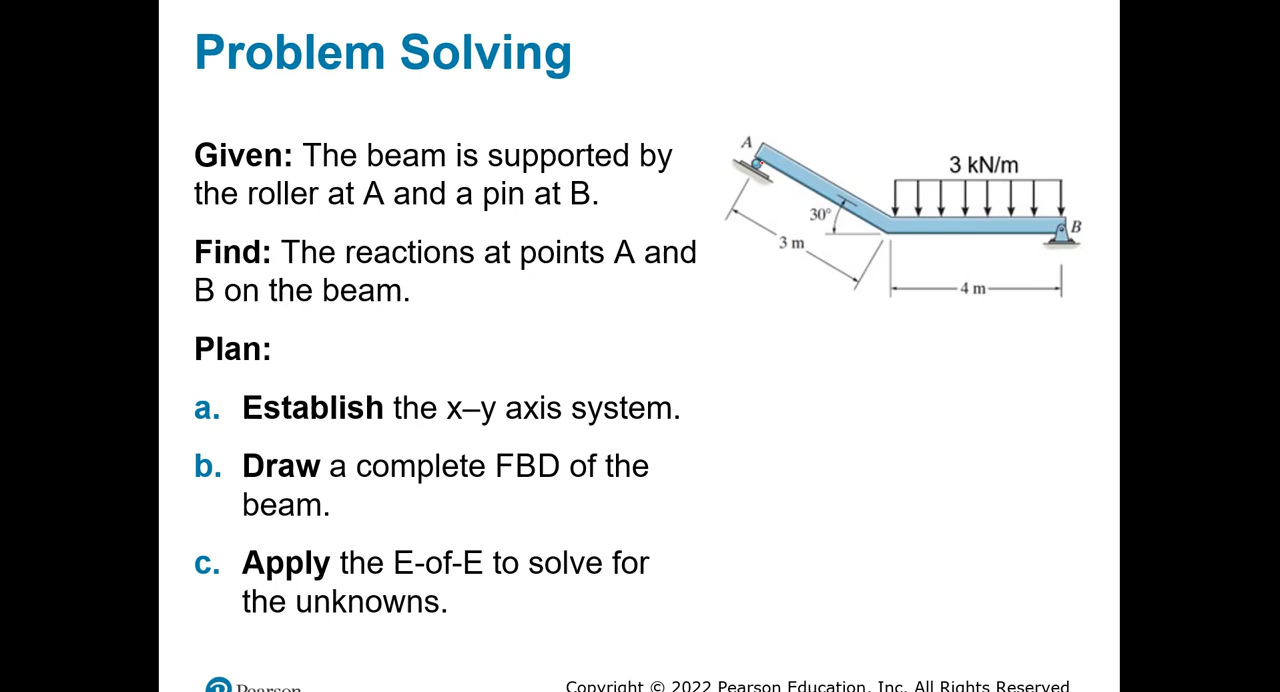 Problem Solving
Given: The beam is supported by
the roller at A and a pin at B.
Find: The reactions at points A and
B on the beam.
Plan:
a. Establish the x–y axis system.
b. Draw a complete FBD of the
beam.
c. Apply the E-of-E to solve for
the unknowns.
A
3 kN/m
30°
B
3 m
4 m
Pearson
Copyright © 2022 Pearson Education, Inc. All Rights Reserved